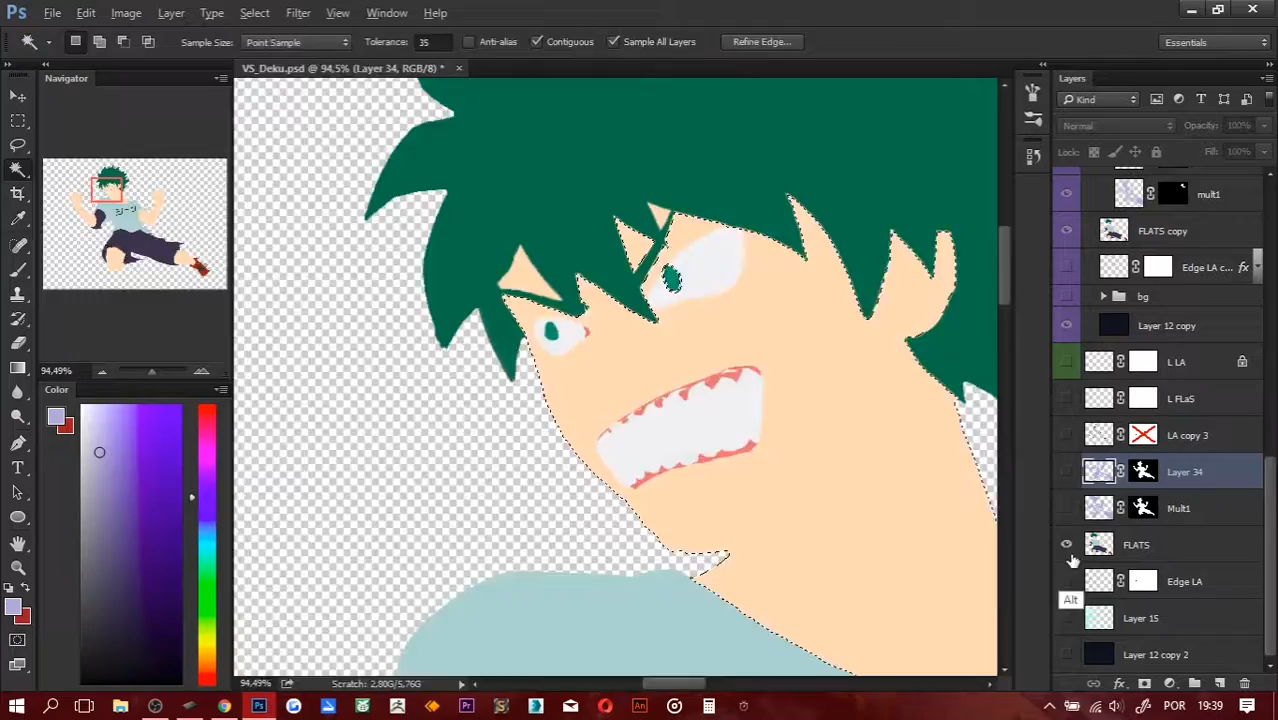 Ps File Edit Image Layer Type Select Filter View Window Help
Sample Size: Point Sample Tolerance: 35 Anti-alias Contiguous Sample All Layers Refine Edge... Essentials
VS_Deku.psd @ 94,5% (Layer 34, RGB/8) * ×
Navigator
94,49%
Color
Layers
Kind
Normal Opacity: 100%
Lock: Fill: 100%
mult1
FLATS copy
Edge LA c... fx
bg
Layer 12 copy
L LA
L FLaS
LA copy 3
Layer 34
Mult1
FLATS
Alt
Edge LA
Layer 15
Layer 12 copy 2
94,49% Scratch: 2,80G/5,76G
POR 19:39